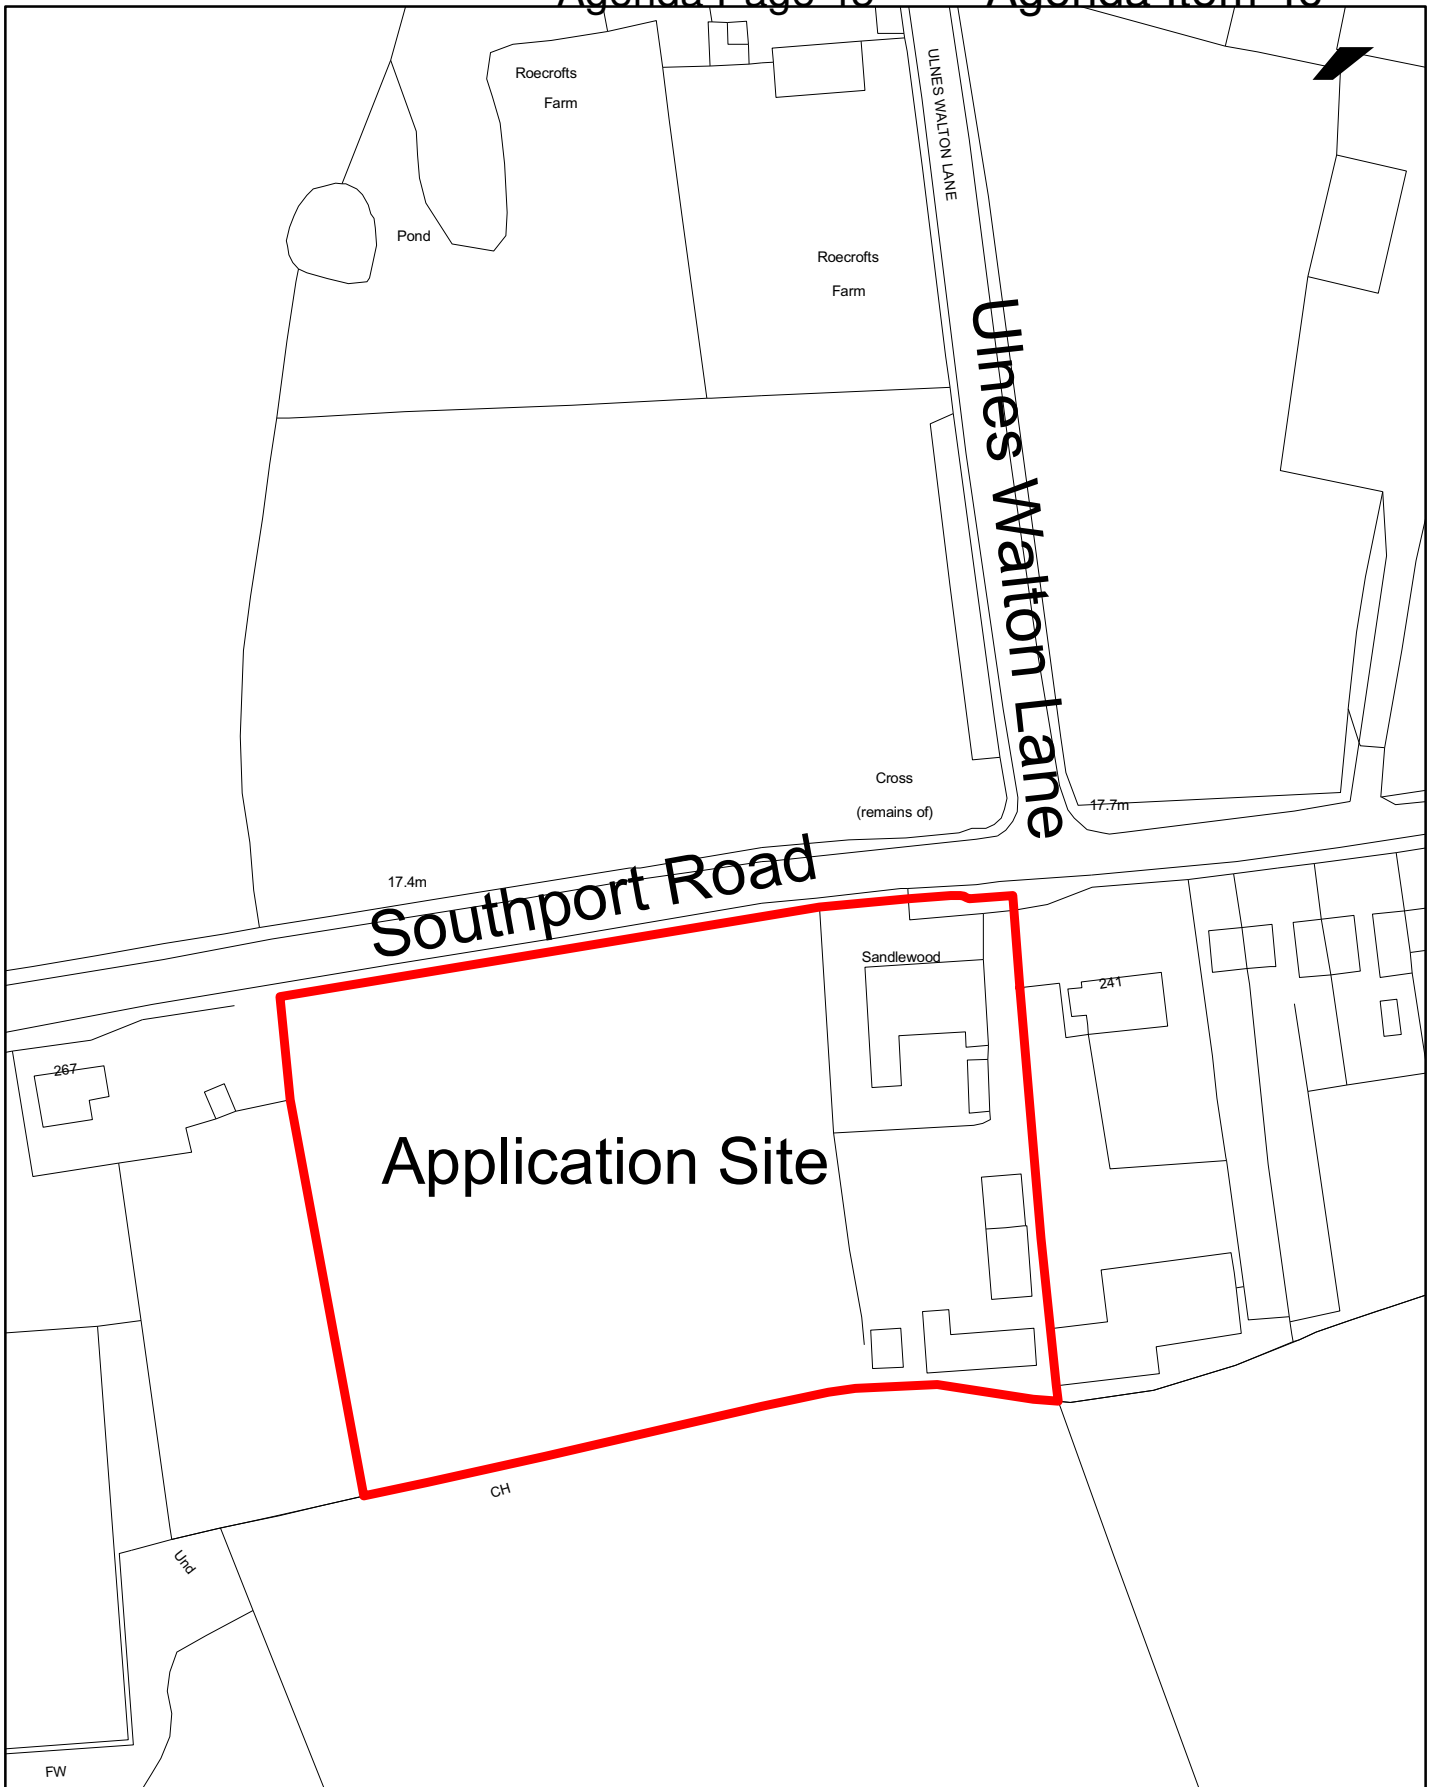 Roecrofts
Farm
ULNES WALTON LANE
Pond
Roecrofts
Farm
Ulnes Walton Lane
Cross
(remains of)
17.7m
17.4m
Southport Road
Sandlewood
241
267
Application Site
CH
Und
FW